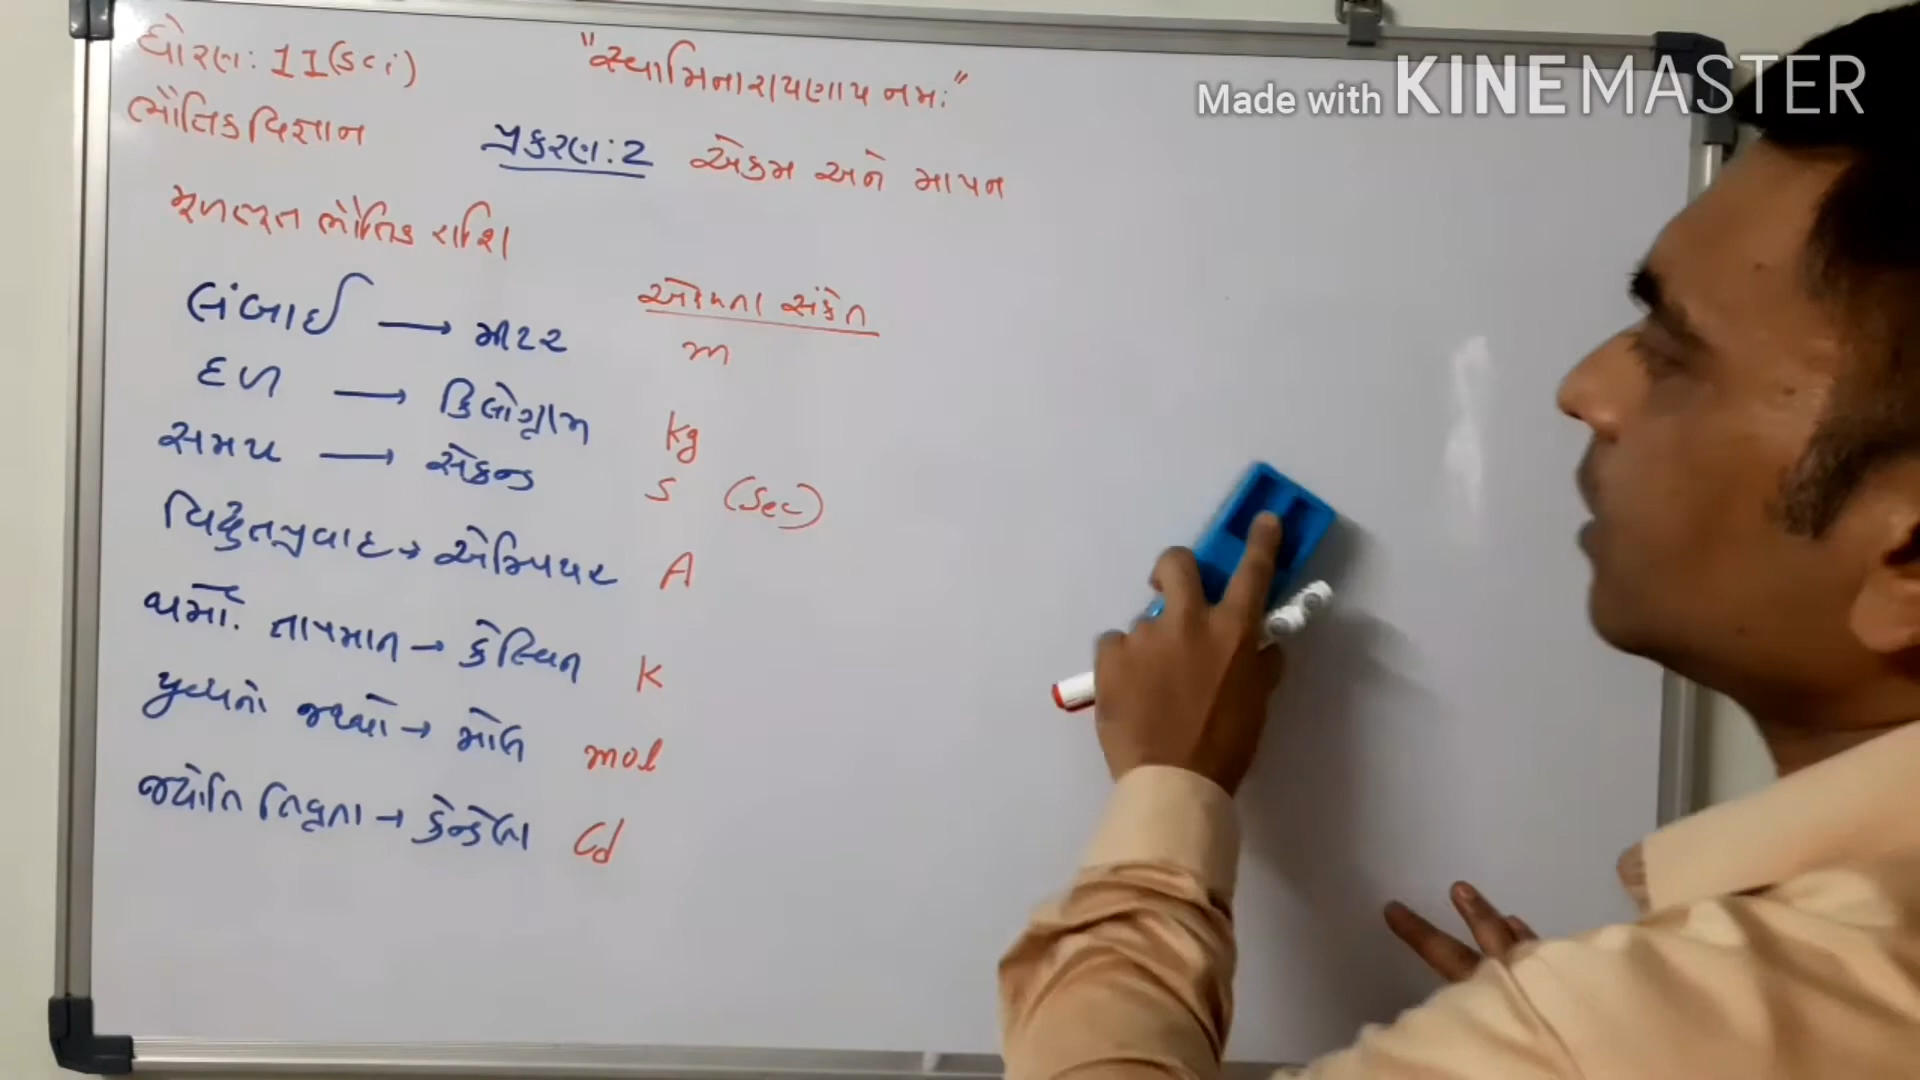 ધોરણ: 11(Sci)
"સ્વામિનારાયણાય નમઃ"
Made with KINEMASTER
ભૌતિકવિજ્ઞાન
પ્રકરણ: 2 એકમ અને માપન
મૂળભૂત ભૌતિક રાશિ
એકમના સંકેત
લંબાઈ → મીટર m
દળ → કિલોગ્રામ kg
સમય → સેકન્ડ s (Sec)
વિદ્યુતપ્રવાહ → એમ્પિયર A
થર્મો. તાપમાન → કેલ્વિન K
દ્રવ્યનો જથ્થો → મોલ mol
જ્યોતિ તિવ્રતા → કેન્ડેલા Cd